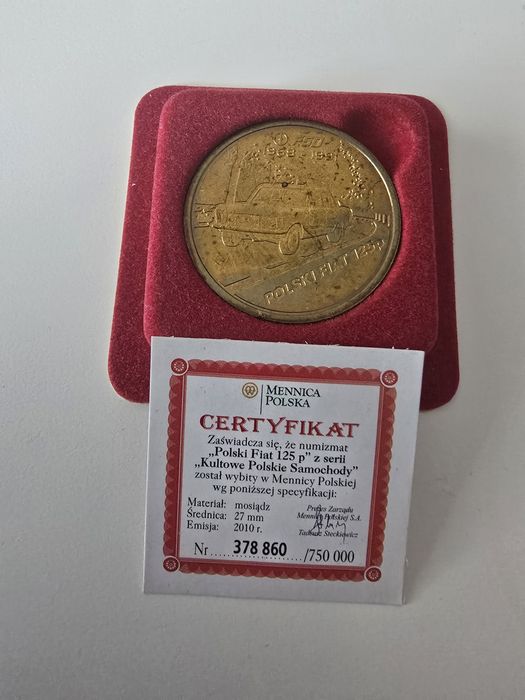 FSO
1968 - 1991
POLSKI FIAT 125p
MENNICA
POLSKA
CERTYFIKAT
Zaświadcza się, że numizmat
„Polski Fiat 125 p” z serii
„Kultowe Polskie Samochody”
został wybity w Mennicy Polskiej
wg poniższej specyfikacji:
Materiał: mosiądz
Średnica: 27 mm
Emisja: 2010 r.
Prezes Zarządu
Mennicy Polskiej S.A.
Tadeusz Steckiewicz
Nr......378 860....../750 000